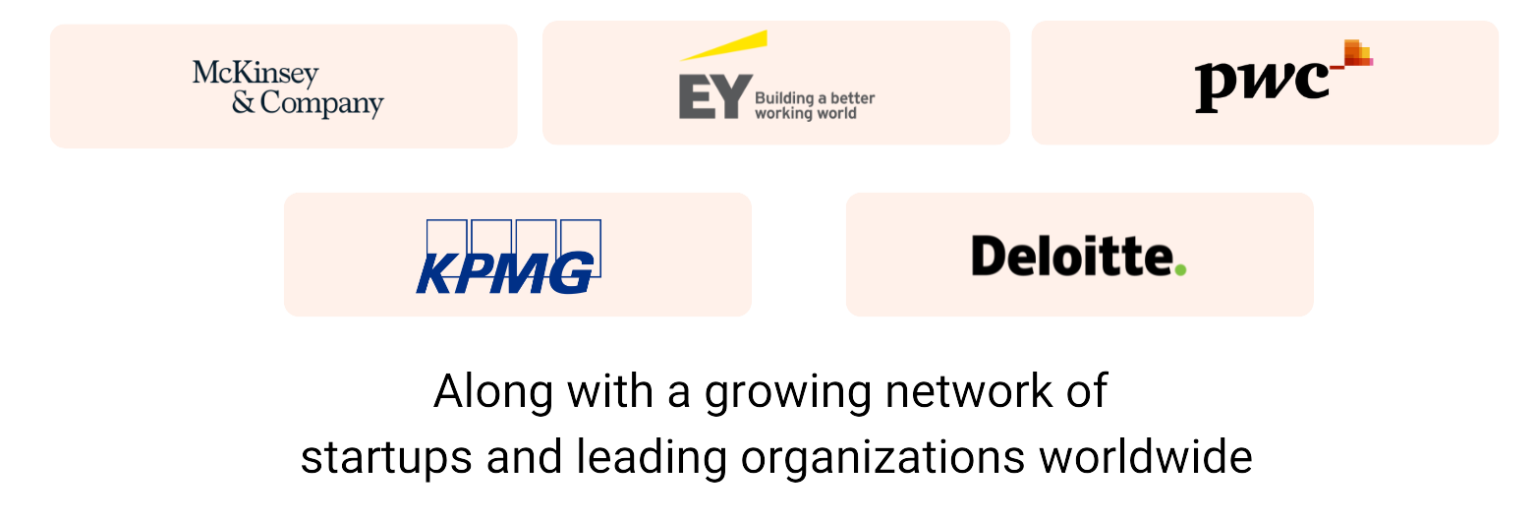 McKinsey
& Company
EY
Building a better
working world
pwc
KPMG
Deloitte.
Along with a growing network of
startups and leading organizations worldwide